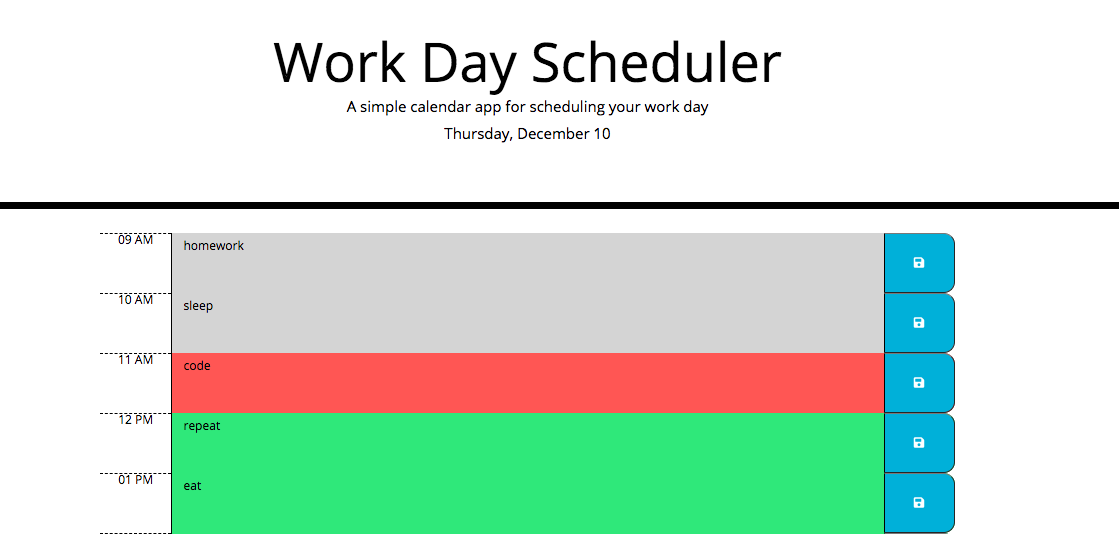 Work Day Scheduler
A simple calendar app for scheduling your work day
Thursday, December 10
09 AM homework
10 AM sleep
11 AM code
12 PM repeat
01 PM eat